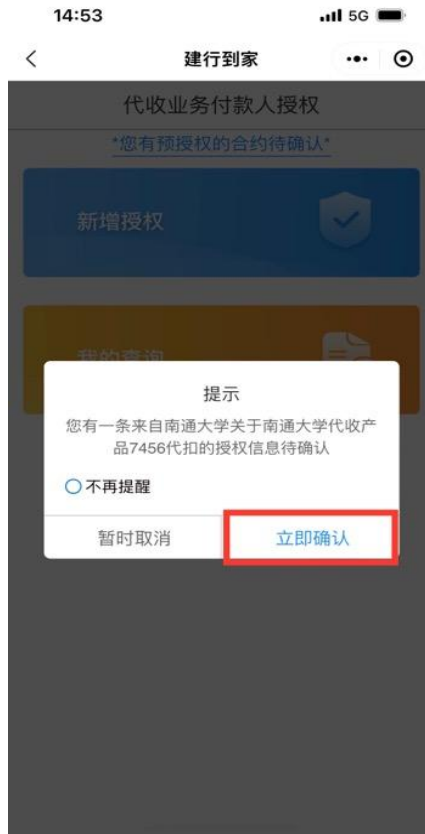 14:53
5G
建行到家
代收业务付款人授权
*您有预授权的合约待确认*
新增授权
我的查询
提示
您有一条来自南通大学关于南通大学代收产
品7456代扣的授权信息待确认
不再提醒
暂时取消
立即确认